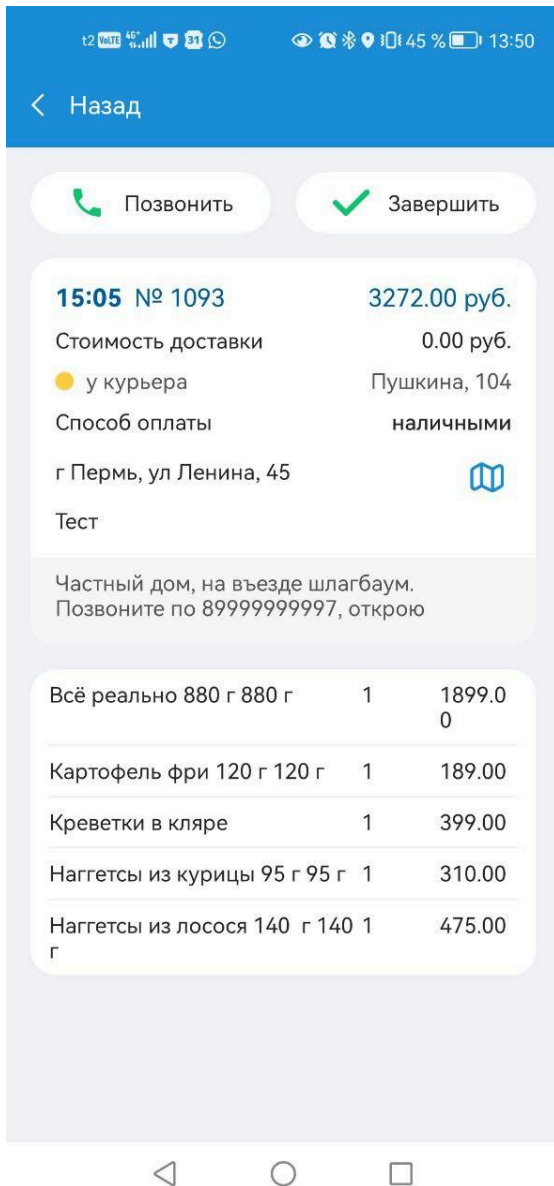 t2 VoLTE 4G+ 31 45 % 13:50
Назад
Позвонить Завершить
15:05 № 1093 3272.00 руб.
Стоимость доставки 0.00 руб.
у курьера Пушкина, 104
Способ оплаты наличными
г Пермь, ул Ленина, 45
Тест
Частный дом, на въезде шлагбаум.
Позвоните по 89999999997, открою
Всё реально 880 г 880 г 1 1899.0
0
Картофель фри 120 г 120 г 1 189.00
Креветки в кляре 1 399.00
Наггетсы из курицы 95 г 95 г 1 310.00
Наггетсы из лосося 140 г 140 1 475.00
г